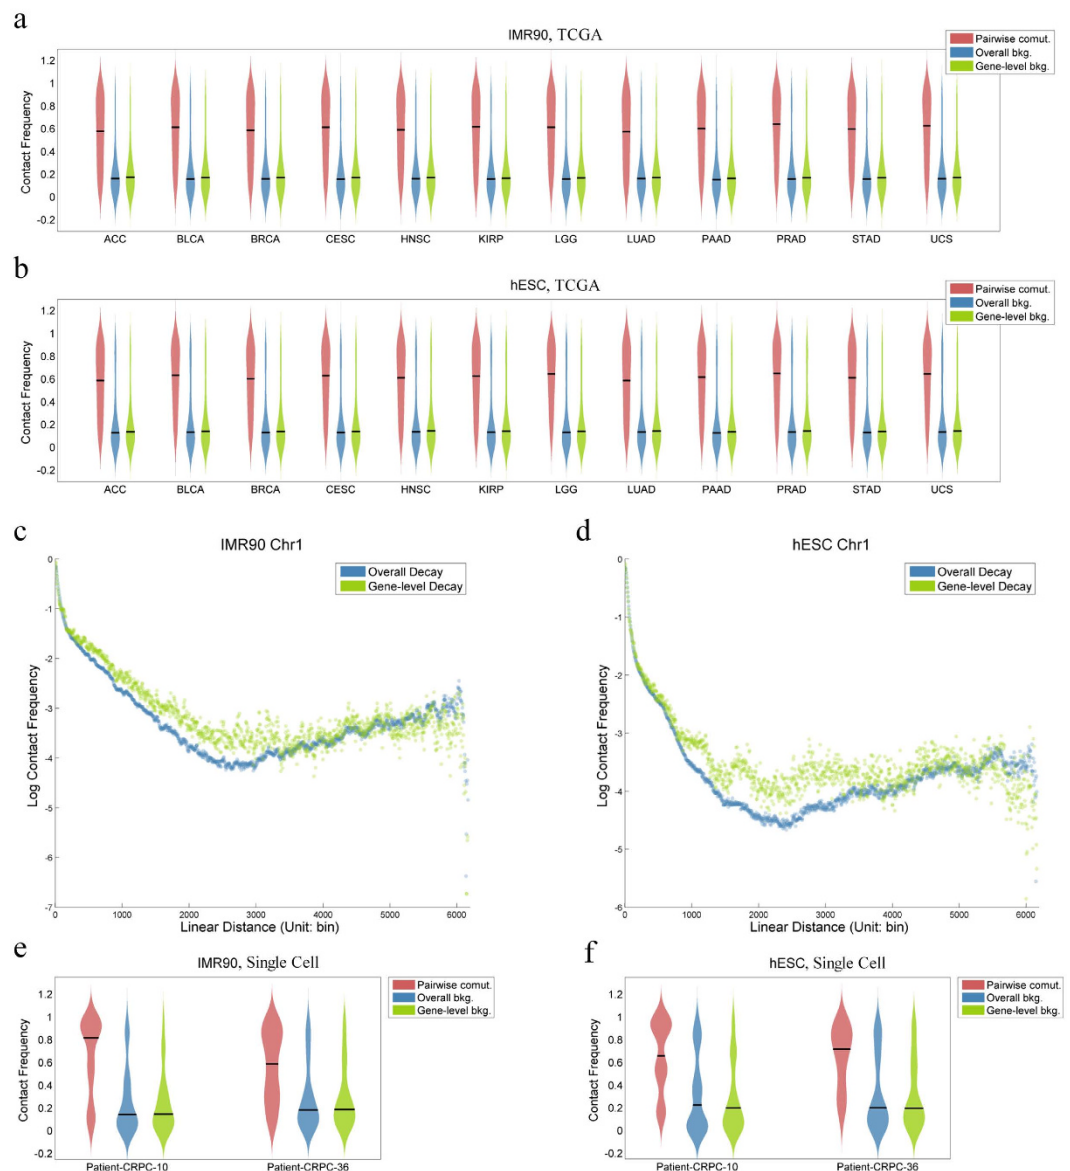 a
IMR90, TCGA
Pairwise comut.
Overall bkg.
Gene-level bkg.
Contact Frequency
1.2
1
0.8
0.6
0.4
0.2
0
-0.2
ACC BLCA BRCA CESC HNSC KIRP LGG LUAD PAAD PRAD STAD UCS
b
hESC, TCGA
Pairwise comut.
Overall bkg.
Gene-level bkg.
Contact Frequency
1.2
1
0.8
0.6
0.4
0.2
0
-0.2
ACC BLCA BRCA CESC HNSC KIRP LGG LUAD PAAD PRAD STAD UCS
c
IMR90 Chr1
Overall Decay
Gene-level Decay
Log Contact Frequency
0
-1
-2
-3
-4
-5
-6
-7
0 1000 2000 3000 4000 5000 6000
Linear Distance (Unit: bin)
d
hESC Chr1
Overall Decay
Gene-level Decay
Log Contact Frequency
0
-1
-2
-3
-4
-5
-6
0 1000 2000 3000 4000 5000 6000
Linear Distance (Unit: bin)
e
IMR90, Single Cell
Pairwise comut.
Overall bkg.
Gene-level bkg.
Contact Frequency
1.2
1
0.8
0.6
0.4
0.2
0
-0.2
Patient-CRPC-10 Patient-CRPC-36
f
hESC, Single Cell
Pairwise comut.
Overall bkg.
Gene-level bkg.
Contact Frequency
1.2
1
0.8
0.6
0.4
0.2
0
-0.2
Patient-CRPC-10 Patient-CRPC-36